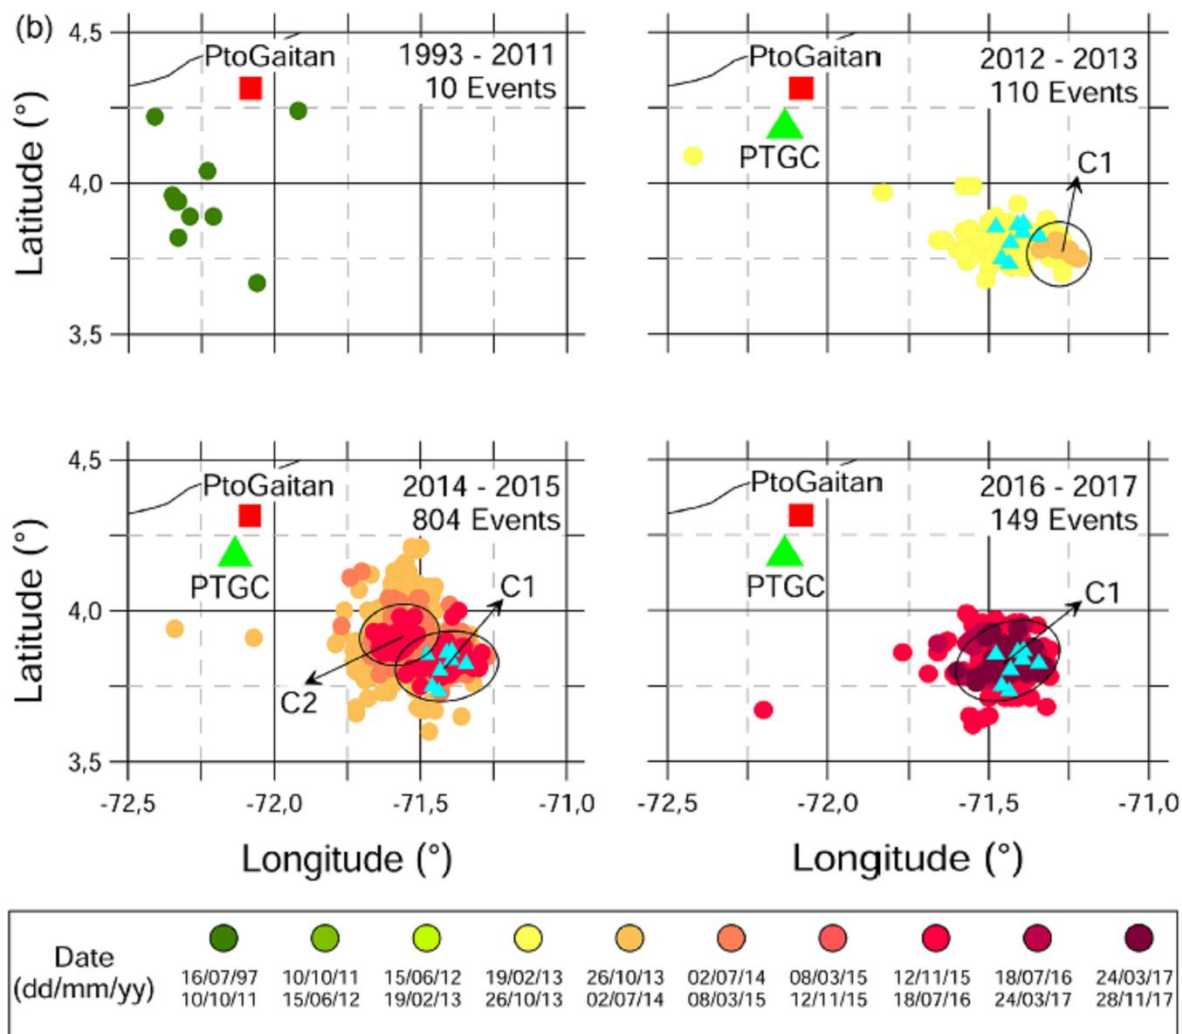 (b)
4,5
4,0
3,5
Latitude (°)
PtoGaitan
1993 - 2011
10 Events
PtoGaitan
2012 - 2013
110 Events
PTGC
C1
4,5
4,0
3,5
Latitude (°)
PtoGaitan
2014 - 2015
804 Events
PTGC
C1
C2
PtoGaitan
2016 - 2017
149 Events
PTGC
C1
-72,5 -72,0 -71,5 -71,0
-72,5 -72,0 -71,5 -71,0
Longitude (°)
Longitude (°)
Date
(dd/mm/yy)
16/07/97 10/10/11 15/06/12 19/02/13 26/10/13 02/07/14 08/03/15 12/11/15 18/07/16 24/03/17
10/10/11 15/06/12 19/02/13 26/10/13 02/07/14 08/03/15 12/11/15 18/07/16 24/03/17 28/11/17